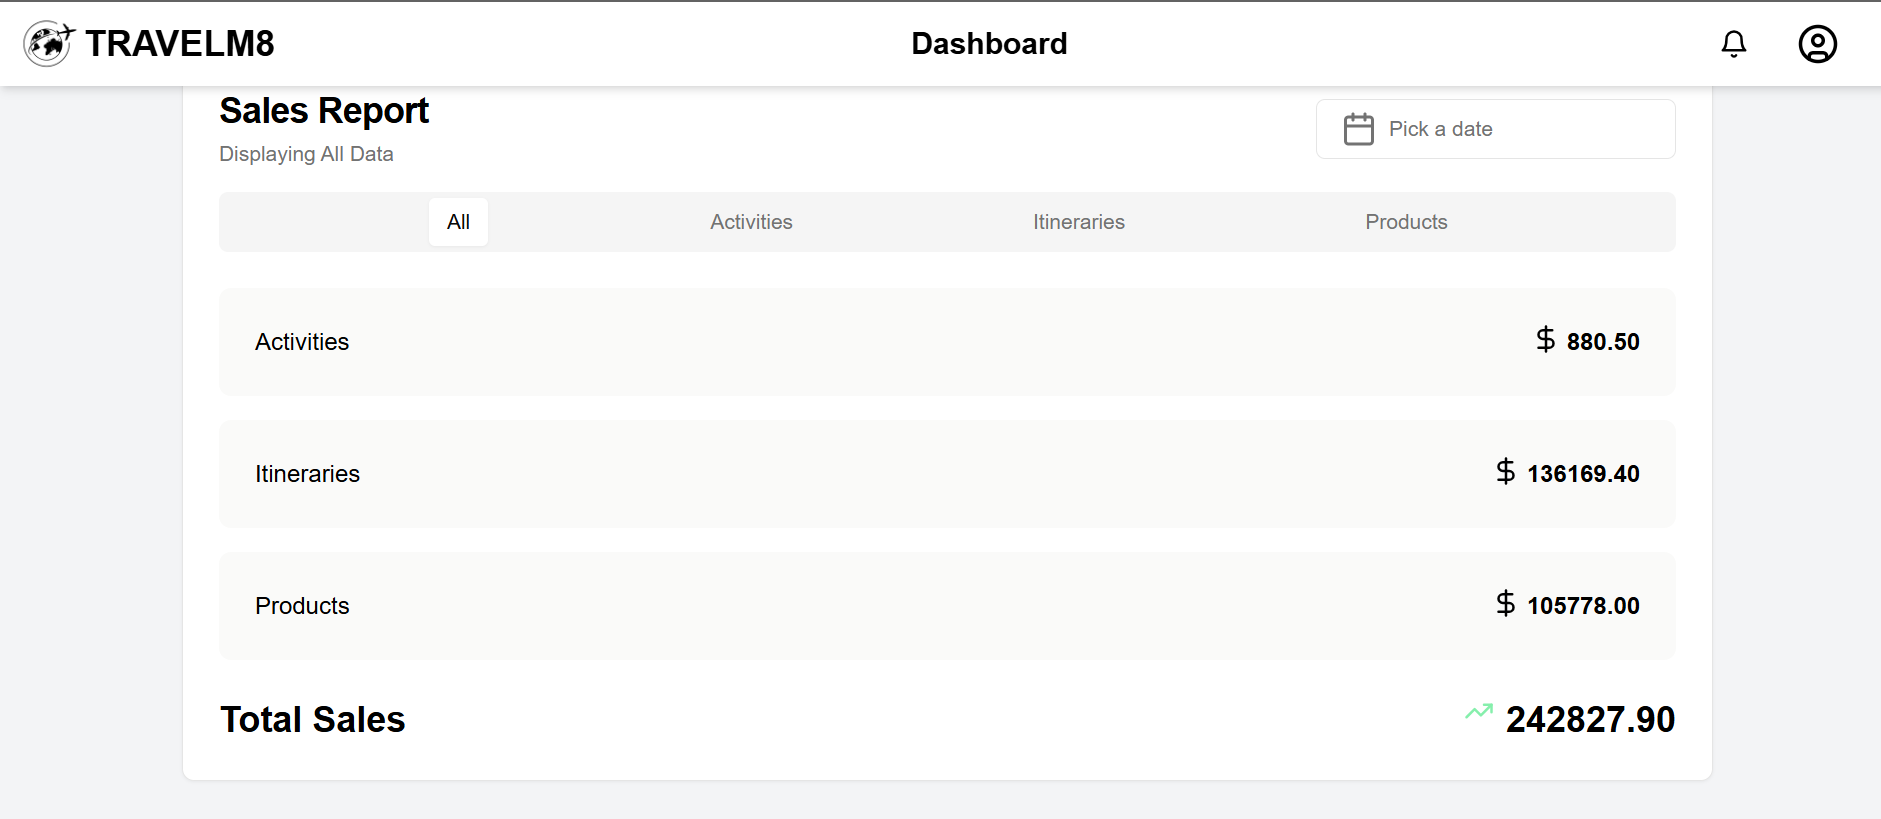 TRAVELM8
Dashboard
Sales Report
Pick a date
Displaying All Data
All Activities Itineraries Products
Activities $ 880.50
Itineraries $ 136169.40
Products $ 105778.00
Total Sales 242827.90